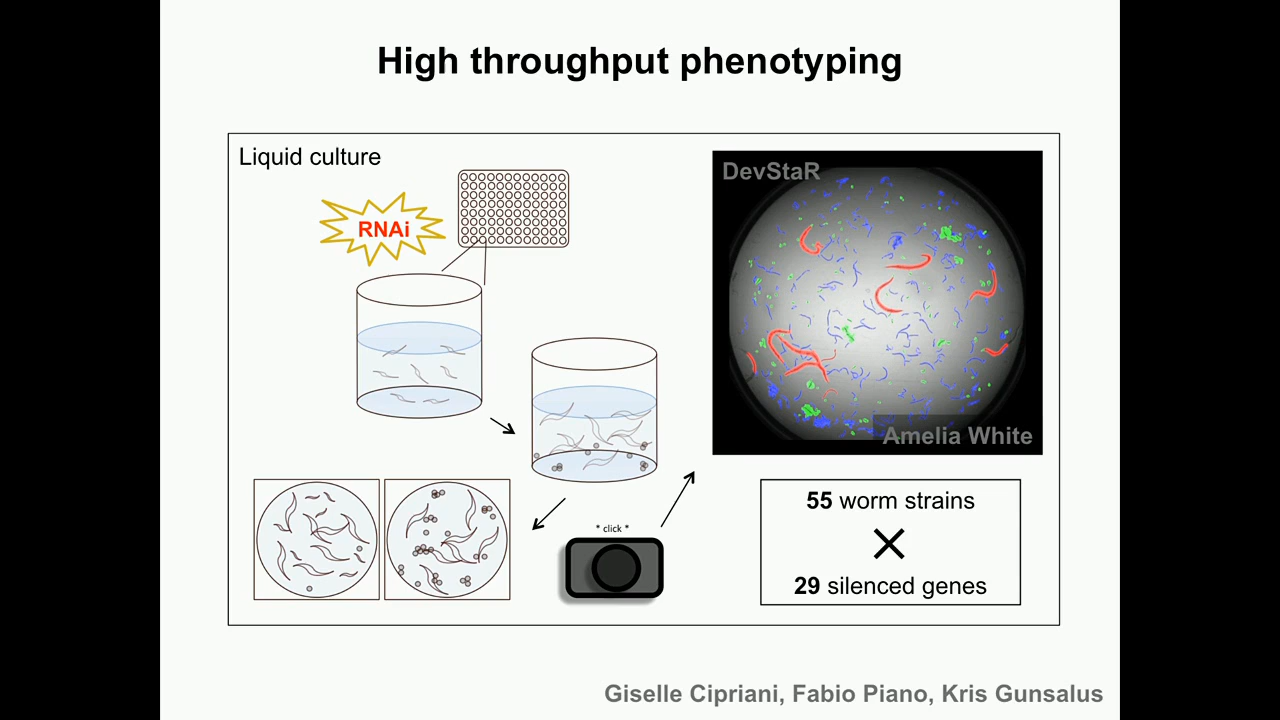 High throughput phenotyping
Liquid culture
RNAi
DevStaR
Amelia White
* click *
55 worm strains
×
29 silenced genes
Giselle Cipriani, Fabio Piano, Kris Gunsalus